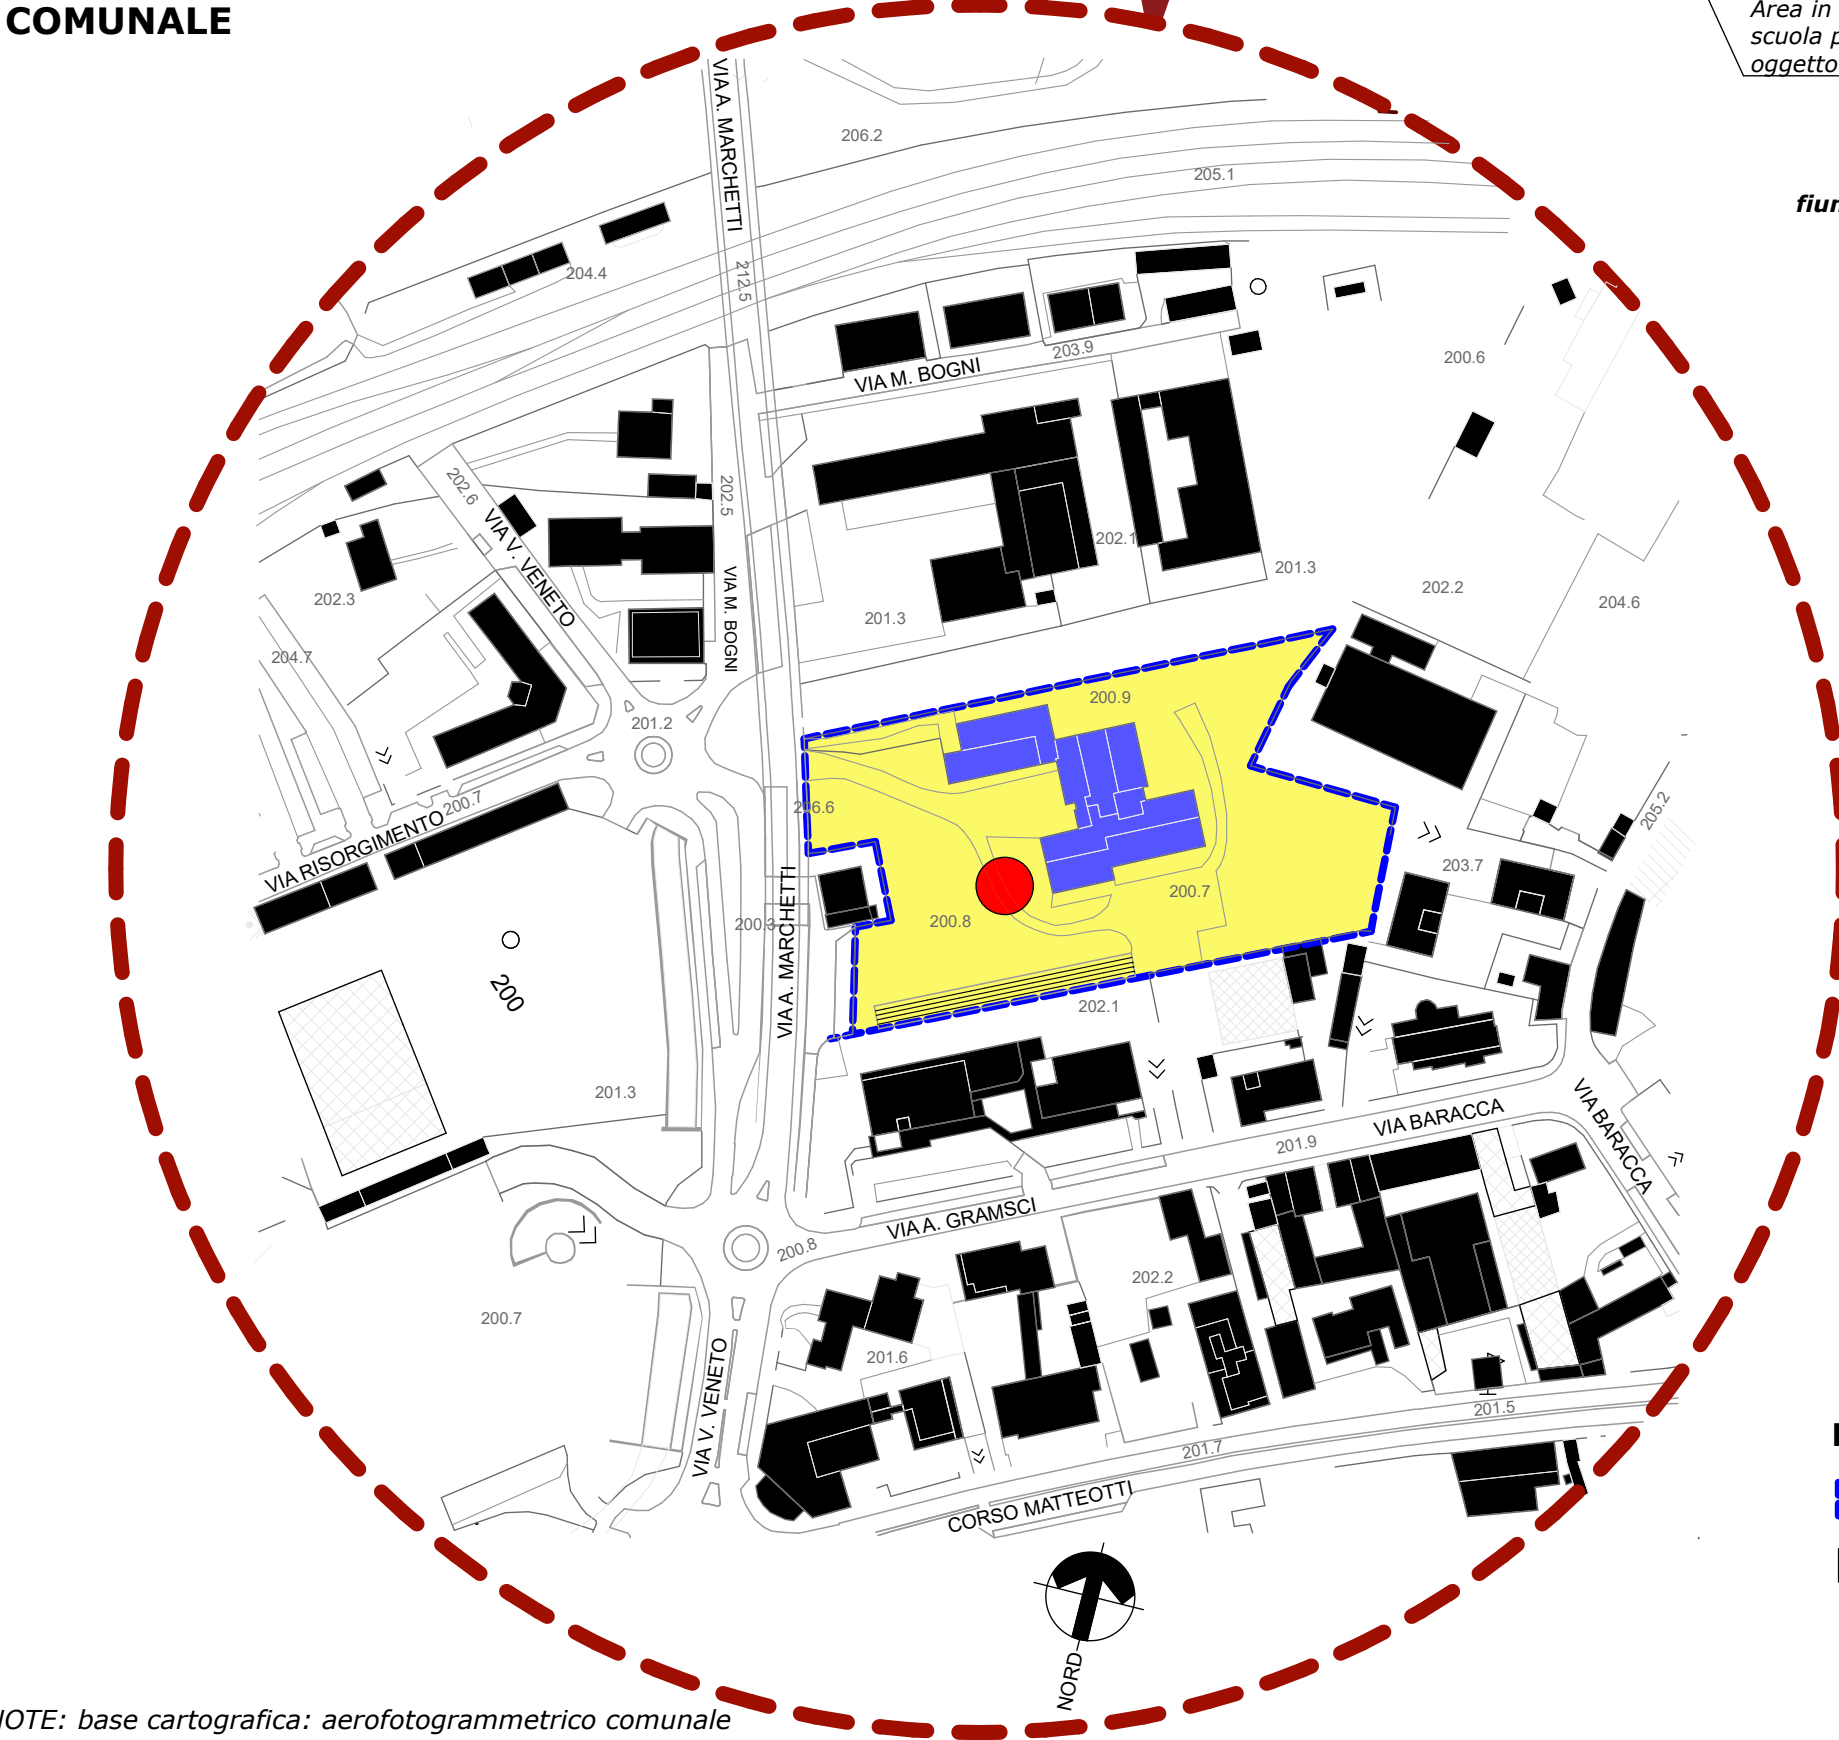 COMUNALE
Area in
scuola p
oggetto
VIA A. MARCHETTI
206.2
205.1
fiun
204.4
212.5
203.9
VIA M. BOGNI
200.6
202.6
202.5
VIA V. VENETO
202.1
201.3
202.2
204.6
202.3
201.3
VIA M. BOGNI
204.7
200.9
201.2
200.7
206.6
205.2
VIA RISORGIMENTO
203.7
200.7
200.8
200.3
VIA A. MARCHETTI
200
202.1
201.3
VIA BARACCA
VIA BARACCA
201.9
VIA A. GRAMSCI
200.8
202.2
200.7
201.6
VIA V. VENETO
201.5
201.7
CORSO MATTEOTTI
NORD
NOTE: base cartografica: aerofotogrammetrico comunale